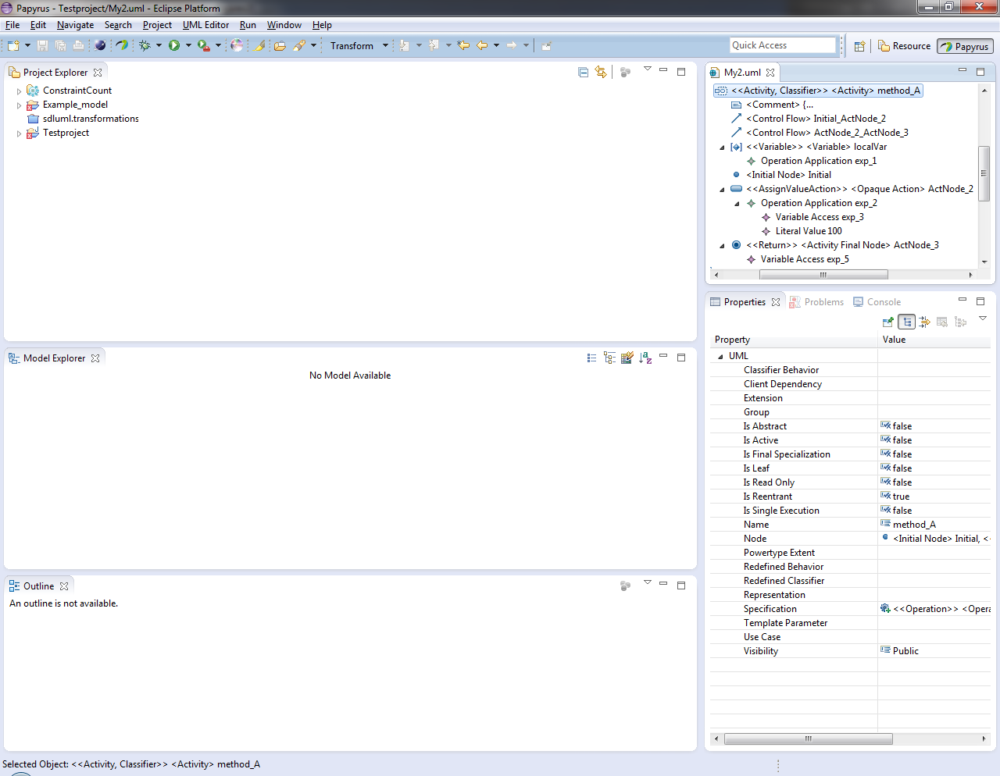 Papyrus - Testproject/My2.uml - Eclipse Platform
File Edit Navigate Search Project UML Editor Run Window Help
Transform Quick Access Resource Papyrus
Project Explorer
ConstraintCount
Example_model
sdluml.transformations
Testproject
Model Explorer
No Model Available
Outline
An outline is not available.
My2.uml
<<Activity, Classifier>> <Activity> method_A
<Comment> {...
<Control Flow> Initial_ActNode_2
<Control Flow> ActNode_2_ActNode_3
<<Variable>> <Variable> localVar
Operation Application exp_1
<Initial Node> Initial
<<AssignValueAction>> <Opaque Action> ActNode_2
Operation Application exp_2
Variable Access exp_3
Literal Value 100
<<Return>> <Activity Final Node> ActNode_3
Variable Access exp_5
Properties Problems Console
Property Value
UML
Classifier Behavior
Client Dependency
Extension
Group
Is Abstract false
Is Active false
Is Final Specialization false
Is Leaf false
Is Read Only false
Is Reentrant true
Is Single Execution false
Name method_A
Node <Initial Node> Initial, <
Powertype Extent
Redefined Behavior
Redefined Classifier
Representation
Specification <<Operation>> <Opera
Template Parameter
Use Case
Visibility Public
Selected Object: <<Activity, Classifier>> <Activity> method_A